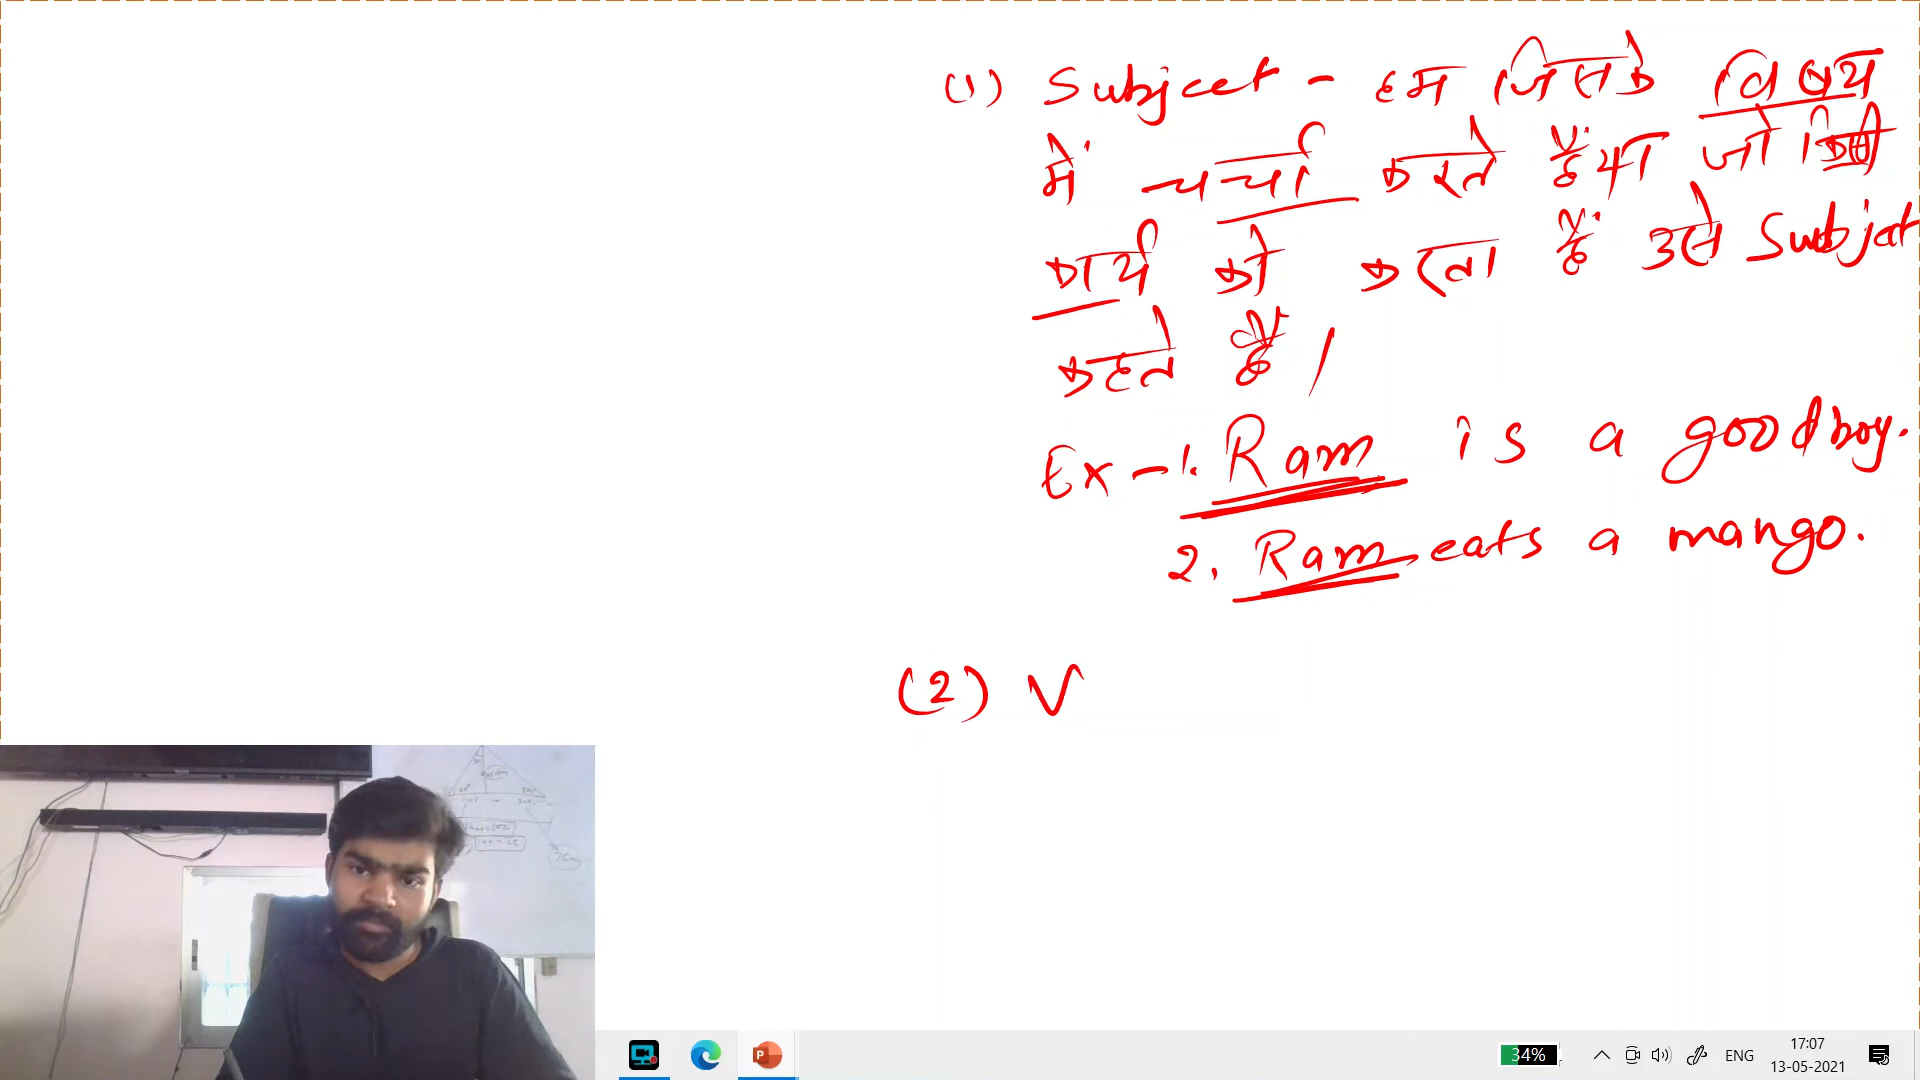 (1) Subject - हम जिसके विषय
में चर्चा करते हैं या जो किसी
कार्य को करता हैं उसे Subject
कहते हैं।
Ex-1. Ram is a good boy.
2. Ram eats a mango.
(2) V
34%
ENG
17:07
13-05-2021